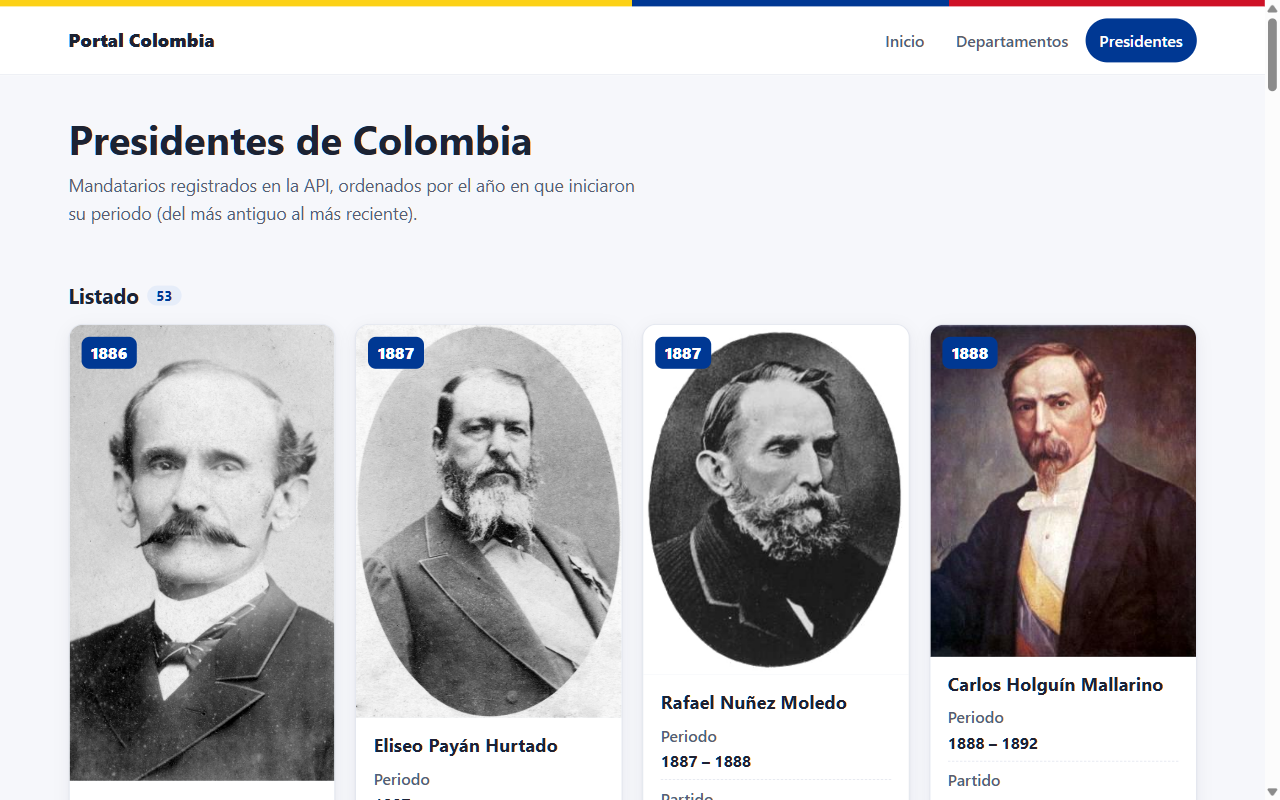 Portal Colombia
Inicio
Departamentos
Presidentes
Presidentes de Colombia
Mandatarios registrados en la API, ordenados por el año en que iniciaron
su periodo (del más antiguo al más reciente).
Listado 53
1886
1887
Eliseo Payán Hurtado
Periodo
1887
Rafael Nuñez Moledo
Periodo
1887 – 1888
Partido
1888
Carlos Holguín Mallarino
Periodo
1888 – 1892
Partido